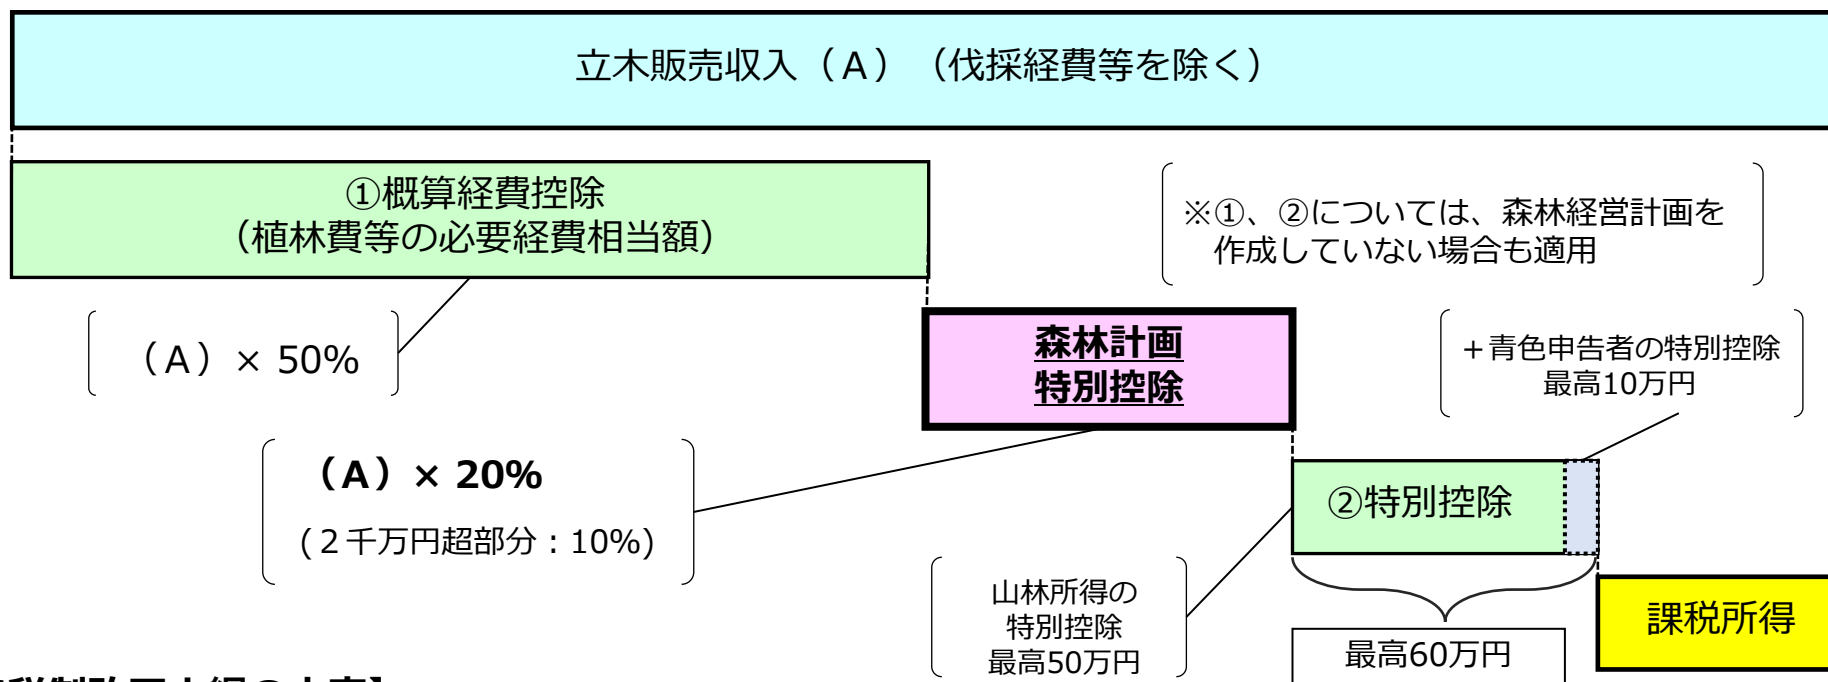 立木販売収入（Ａ）（伐採経費等を除く）
①概算経費控除
（植林費等の必要経費相当額）
※①、②については、森林経営計画を
作成していない場合も適用
（Ａ）× 50%
森林計画
特別控除
＋青色申告者の特別控除
最高10万円
（Ａ）× 20%
(２千万円超部分：10%)
②特別控除
山林所得の
特別控除
最高50万円
最高60万円
課税所得